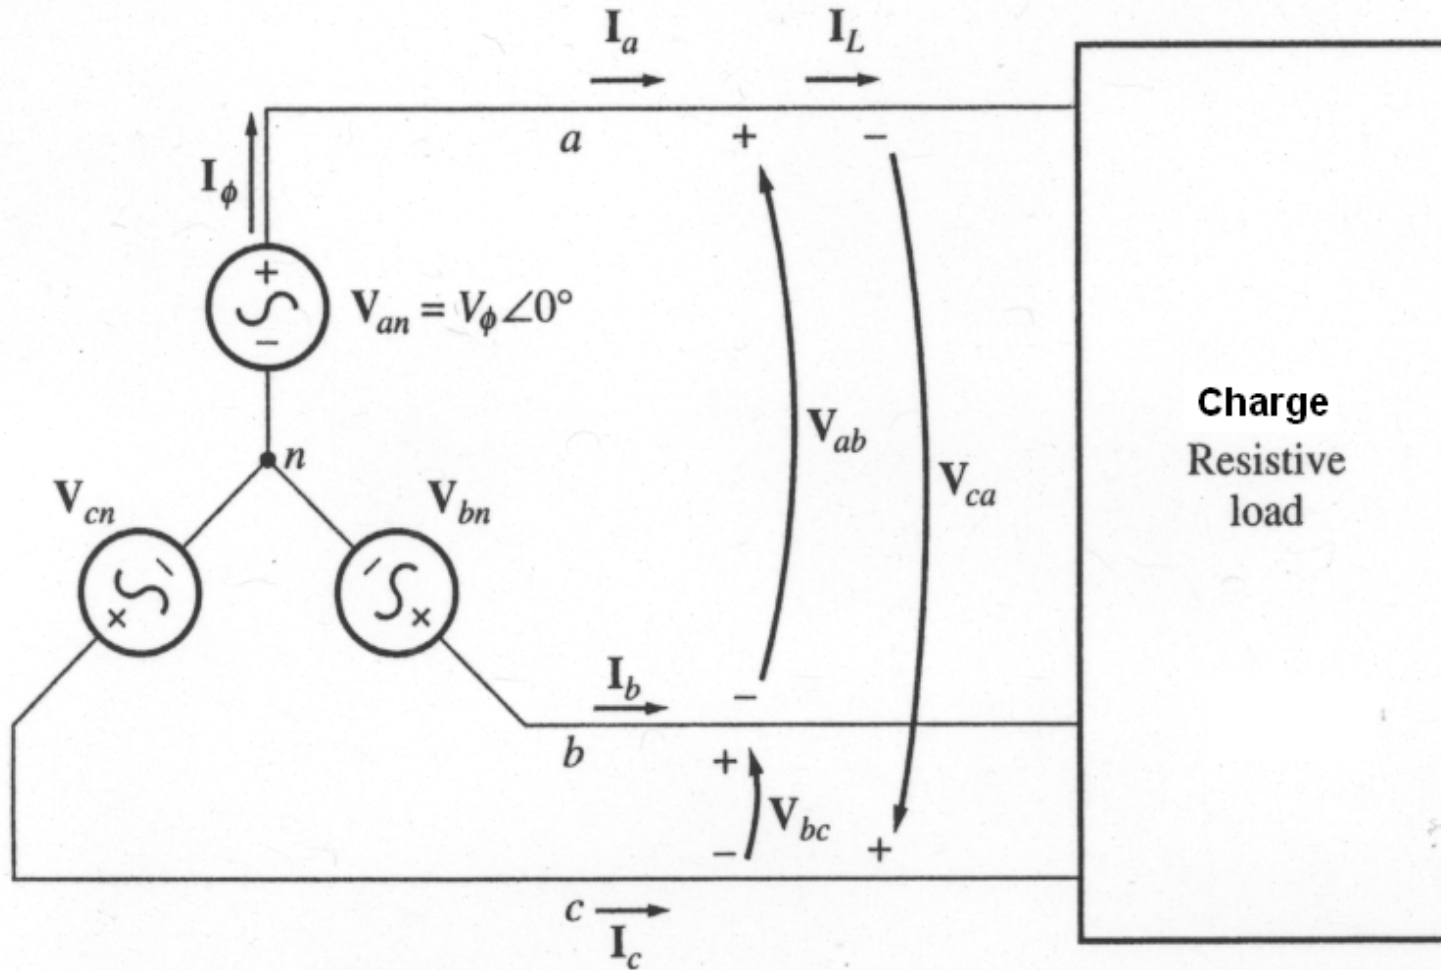 I_a
I_L
a
+
−
I_ϕ
+
−
V_an = V_ϕ∠0°
n
V_cn
V_bn
−
+
−
+
V_ab
V_ca
Charge
Resistive
load
I_b
−
b
+
V_bc
−
+
c
I_c